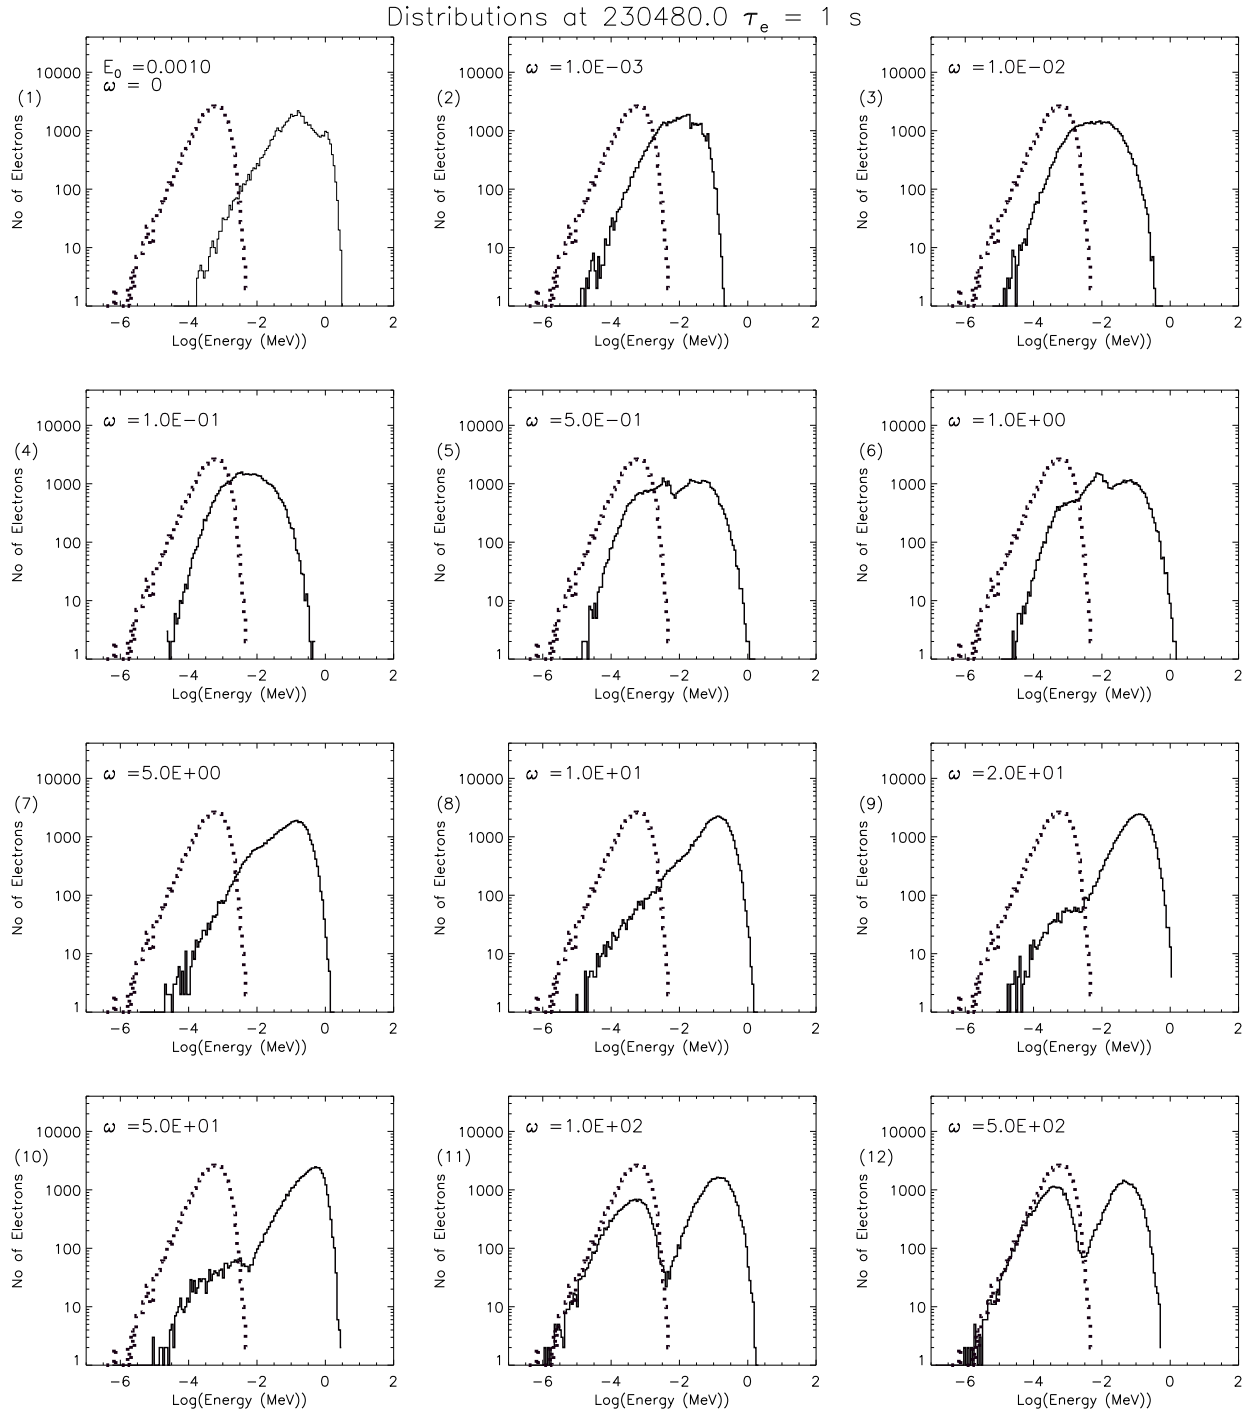 Distributions at 230480.0 τe = 1 s
(1)
E0 =0.0010
ω = 0
No of Electrons
10000
1000
100
10
1
-6 -4 -2 0 2
Log(Energy (MeV))
(2)
ω =1.0E-03
No of Electrons
10000
1000
100
10
1
-6 -4 -2 0 2
Log(Energy (MeV))
(3)
ω =1.0E-02
No of Electrons
10000
1000
100
10
1
-6 -4 -2 0 2
Log(Energy (MeV))
(4)
ω =1.0E-01
No of Electrons
10000
1000
100
10
1
-6 -4 -2 0 2
Log(Energy (MeV))
(5)
ω =5.0E-01
No of Electrons
10000
1000
100
10
1
-6 -4 -2 0 2
Log(Energy (MeV))
(6)
ω =1.0E+00
No of Electrons
10000
1000
100
10
1
-6 -4 -2 0 2
Log(Energy (MeV))
(7)
ω =5.0E+00
No of Electrons
10000
1000
100
10
1
-6 -4 -2 0 2
Log(Energy (MeV))
(8)
ω =1.0E+01
No of Electrons
10000
1000
100
10
1
-6 -4 -2 0 2
Log(Energy (MeV))
(9)
ω =2.0E+01
No of Electrons
10000
1000
100
10
1
-6 -4 -2 0 2
Log(Energy (MeV))
(10)
ω =5.0E+01
No of Electrons
10000
1000
100
10
1
-6 -4 -2 0 2
Log(Energy (MeV))
(11)
ω =1.0E+02
No of Electrons
10000
1000
100
10
1
-6 -4 -2 0 2
Log(Energy (MeV))
(12)
ω =5.0E+02
No of Electrons
10000
1000
100
10
1
-6 -4 -2 0 2
Log(Energy (MeV))